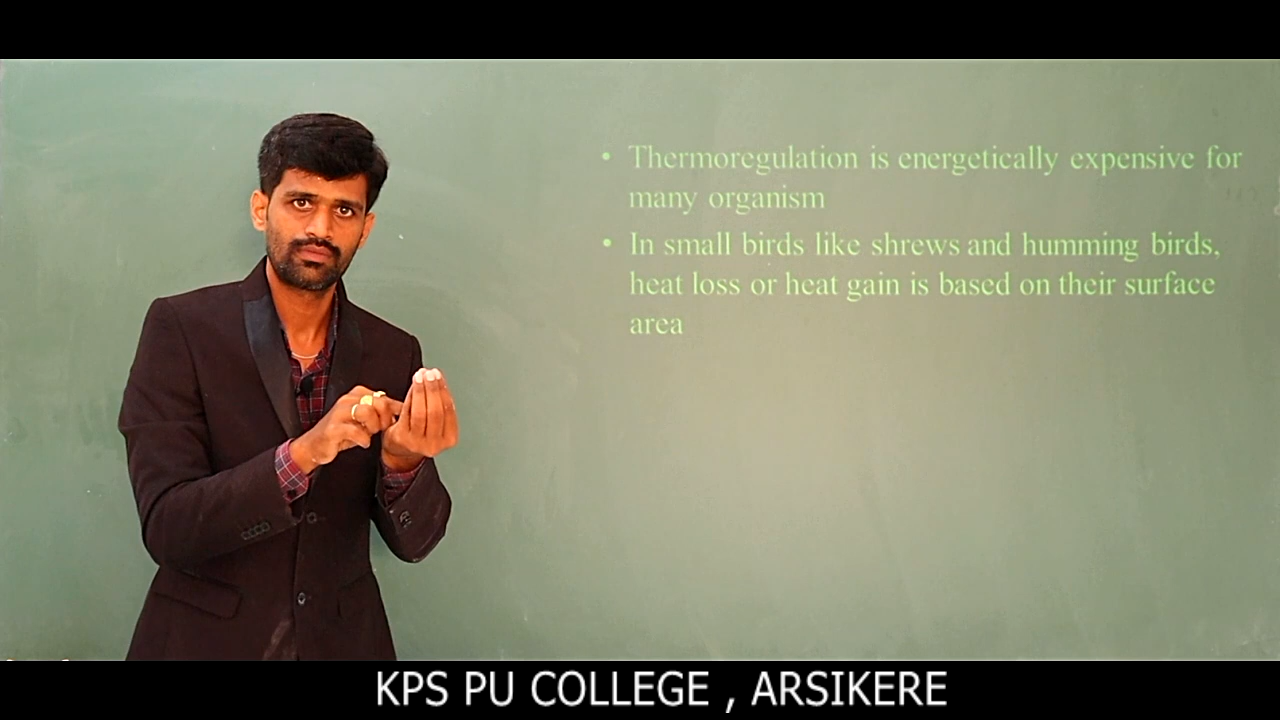 • Thermoregulation is energetically expensive for
many organism
• In small birds like shrews and humming birds,
heat loss or heat gain is based on their surface
area
KPS PU COLLEGE , ARSIKERE